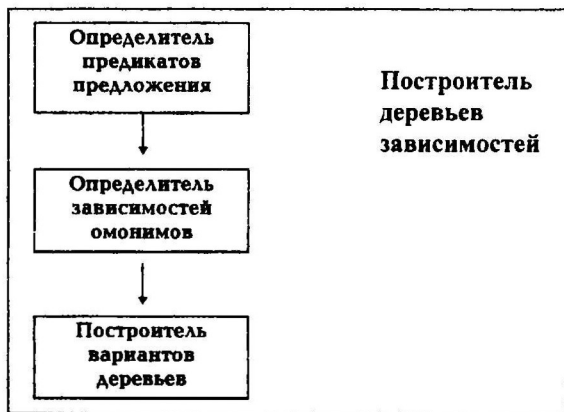 Определитель
предикатов
предложения
Построитель
деревьев
зависимостей
Определитель
зависимостей
омонимов
Построитель
вариантов
деревьев